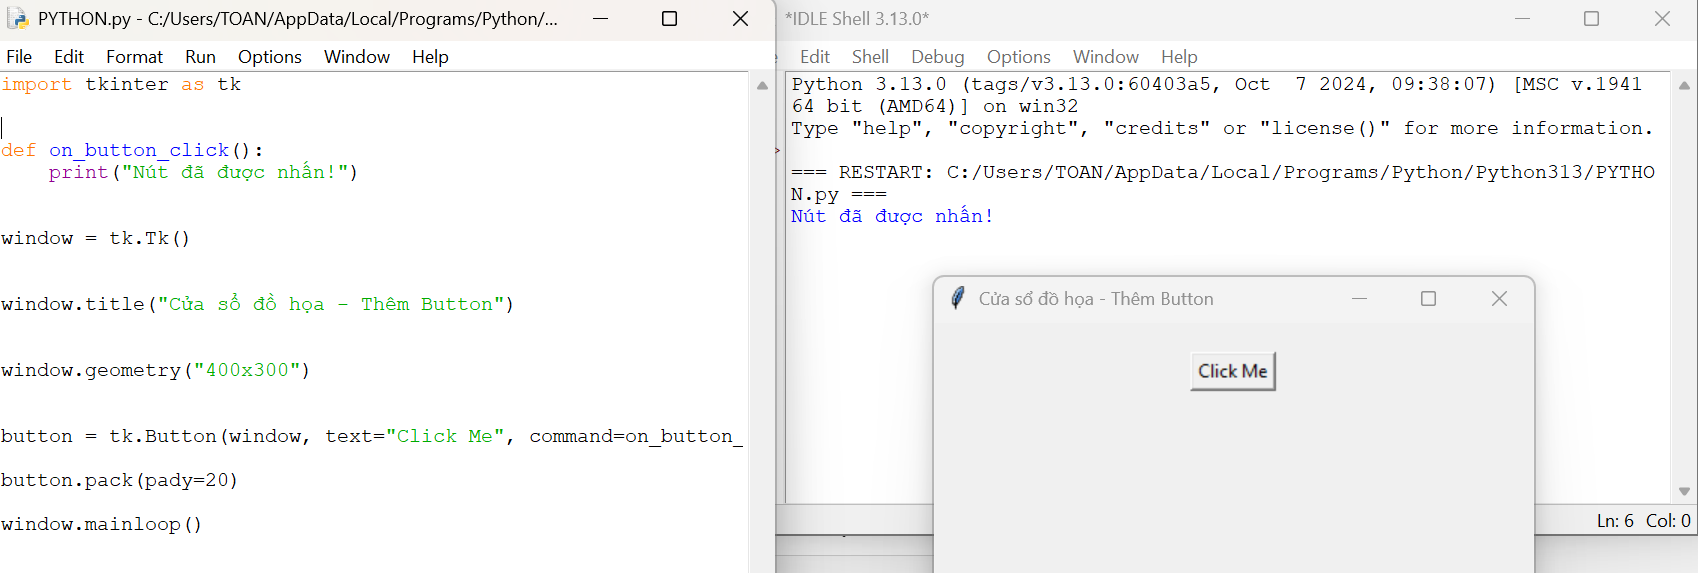 PYTHON.py - C:/Users/TOAN/AppData/Local/Programs/Python/...
File Edit Format Run Options Window Help
import tkinter as tk
def on_button_click():
    print("Nút đã được nhấn!")
window = tk.Tk()
window.title("Cửa sổ đồ họa - Thêm Button")
window.geometry("400x300")
button = tk.Button(window, text="Click Me", command=on_button_
button.pack(pady=20)
window.mainloop()
*IDLE Shell 3.13.0*
Edit Shell Debug Options Window Help
Python 3.13.0 (tags/v3.13.0:60403a5, Oct  7 2024, 09:38:07) [MSC v.1941
64 bit (AMD64)] on win32
Type "help", "copyright", "credits" or "license()" for more information.
>
=== RESTART: C:/Users/TOAN/AppData/Local/Programs/Python/Python313/PYTHO
N.py ===
Nút đã được nhấn!
Cửa sổ đồ họa - Thêm Button
Click Me
Ln: 6 Col: 0